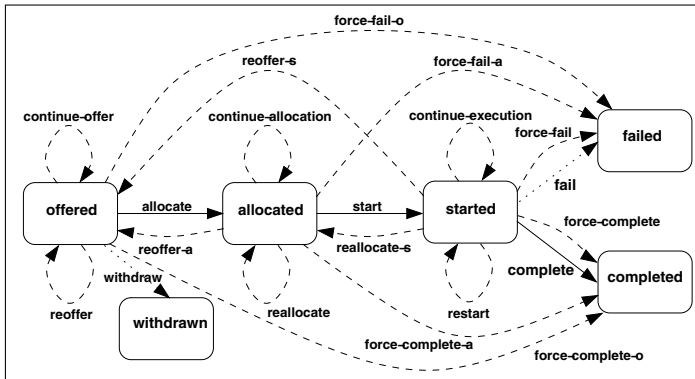 force-fail-o
reoffer-s
force-fail-a
continue-offer
continue-allocation
continue-execution
force-fail
failed
fail
offered
allocate
allocated
start
started
force-complete
reoffer-a
reallocate-s
complete
completed
withdraw
reoffer
withdrawn
reallocate
restart
force-complete-a
force-complete-o